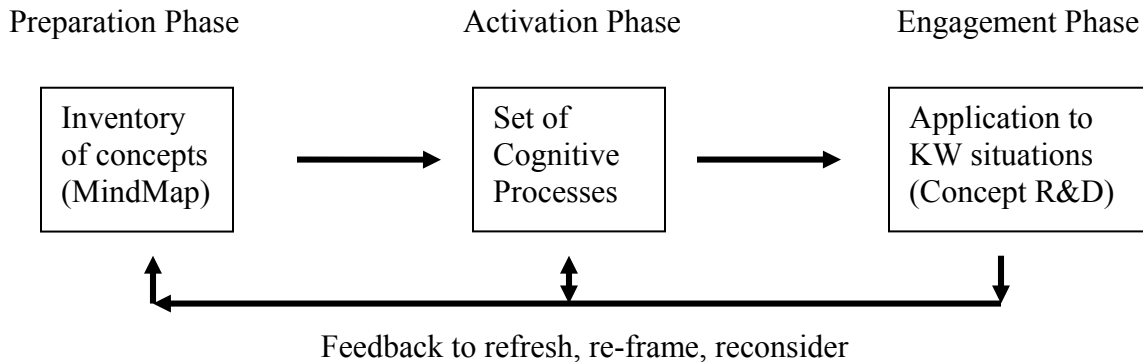 Preparation Phase
Activation Phase
Engagement Phase
Inventory
of concepts
(MindMap)
Set of
Cognitive
Processes
Application to
KW situations
(Concept R&D)
Feedback to refresh, re-frame, reconsider